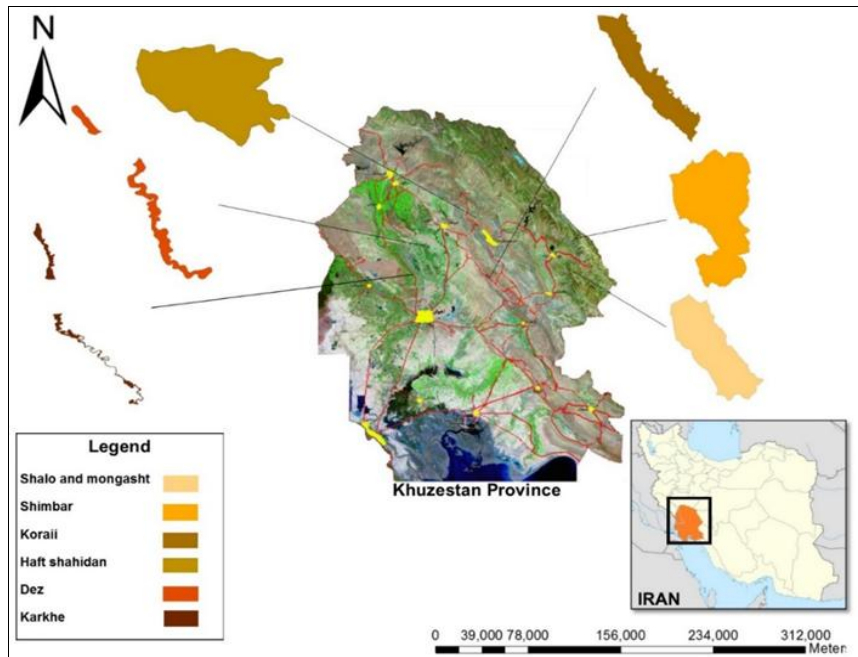 N
Khuzestan Province
Legend
Shalo and mongasht
Shimbar
Koraii
Haft shahidan
Dez
Karkhe
IRAN
0 39,000 78,000 156,000 234,000 312,000
Meters